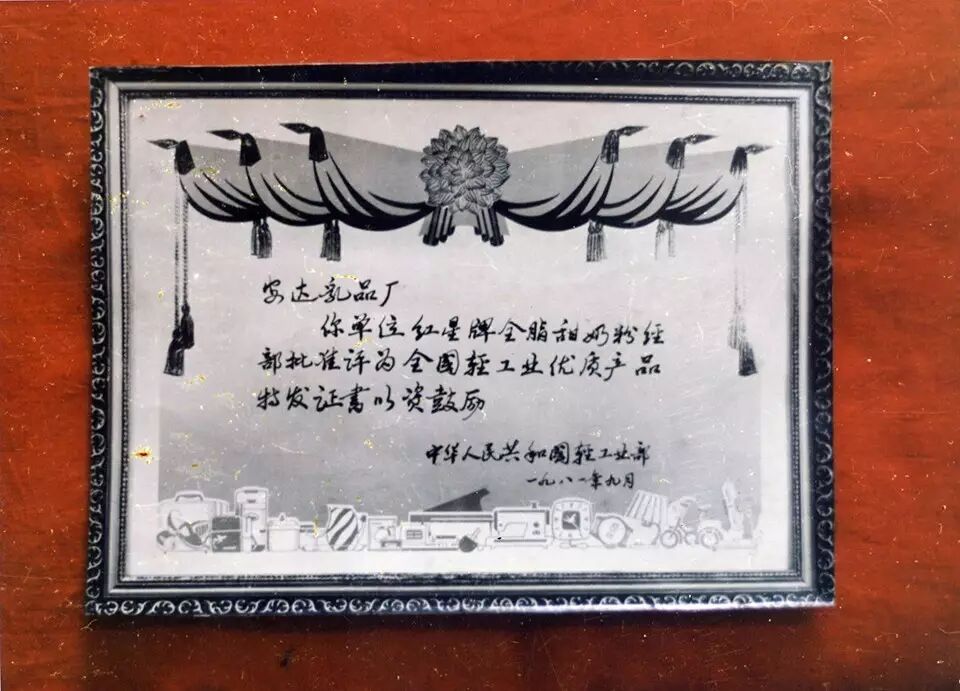 安达乳品厂
你单位红星牌全脂甜奶粉经
部批准评为全国轻工业优质产品
特发证书以资鼓励
中华人民共和国轻工业部
一九八一年九月